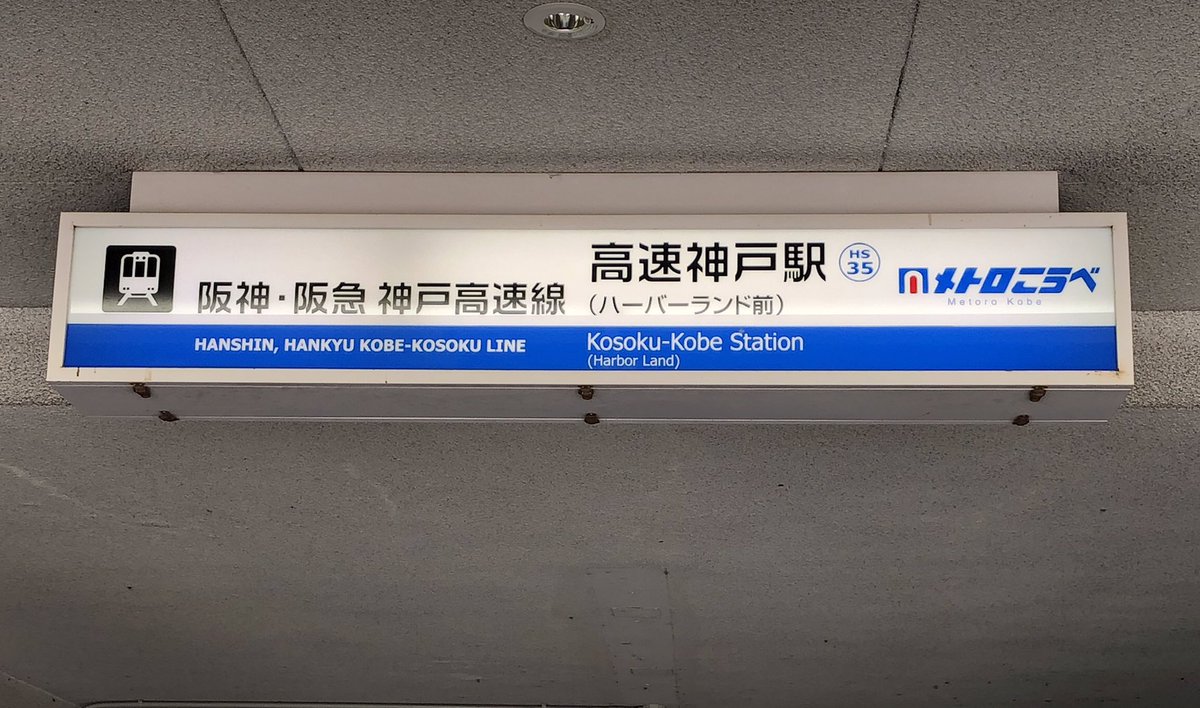 阪神・阪急 神戸高速線
HANSHIN, HANKYU KOBE-KOSOKU LINE
高速神戸駅
(ハーバーランド前)
Kosoku-Kobe Station
(Harbor Land)
HS
35
メトロこうべ
Metoro Kobe